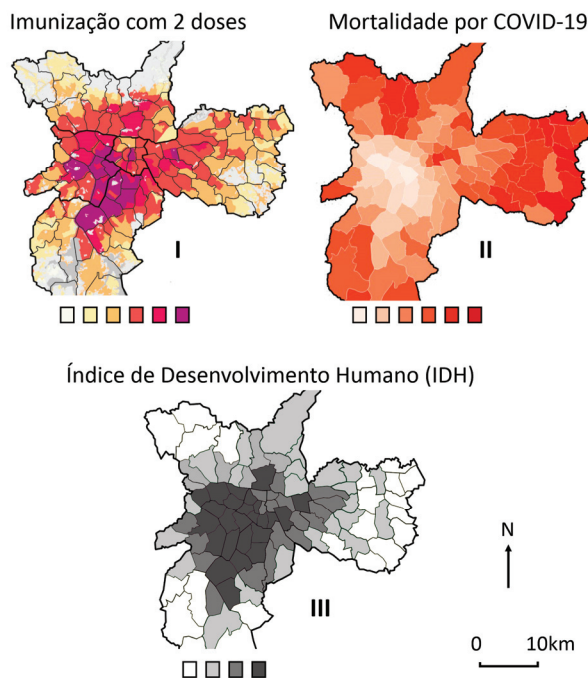 Imunização com 2 doses
Mortalidade por COVID-19
I
II
Índice de Desenvolvimento Humano (IDH)
III
N
0 10km